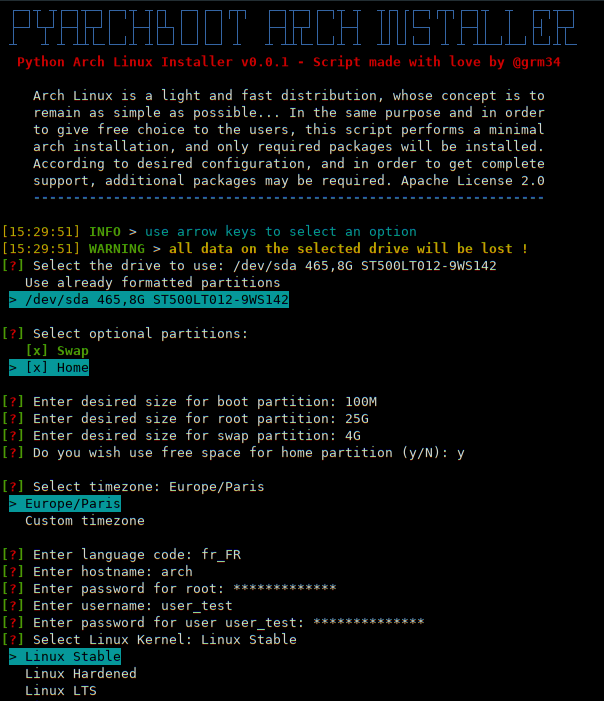 PYARCHBOOT ARCH INSTALLER
Python Arch Linux Installer v0.0.1 - Script made with love by @grm34
Arch Linux is a light and fast distribution, whose concept is to
remain as simple as possible... In the same purpose and in order
to give free choice to the users, this script performs a minimal
arch installation, and only required packages will be installed.
According to desired configuration, and in order to get complete
support, additional packages may be required. Apache License 2.0
----------------------------------------------------------------
[15:29:51] INFO > use arrow keys to select an option
[15:29:51] WARNING > all data on the selected drive will be lost !
[?] Select the drive to use: /dev/sda 465,8G ST500LT012-9WS142
Use already formatted partitions
> /dev/sda 465,8G ST500LT012-9WS142
[?] Select optional partitions:
[x] Swap
> [x] Home
[?] Enter desired size for boot partition: 100M
[?] Enter desired size for root partition: 25G
[?] Enter desired size for swap partition: 4G
[?] Do you wish use free space for home partition (y/N): y
[?] Select timezone: Europe/Paris
> Europe/Paris
Custom timezone
[?] Enter language code: fr_FR
[?] Enter hostname: arch
[?] Enter password for root: *************
[?] Enter username: user_test
[?] Enter password for user user_test: **************
[?] Select Linux Kernel: Linux Stable
> Linux Stable
Linux Hardened
Linux LTS